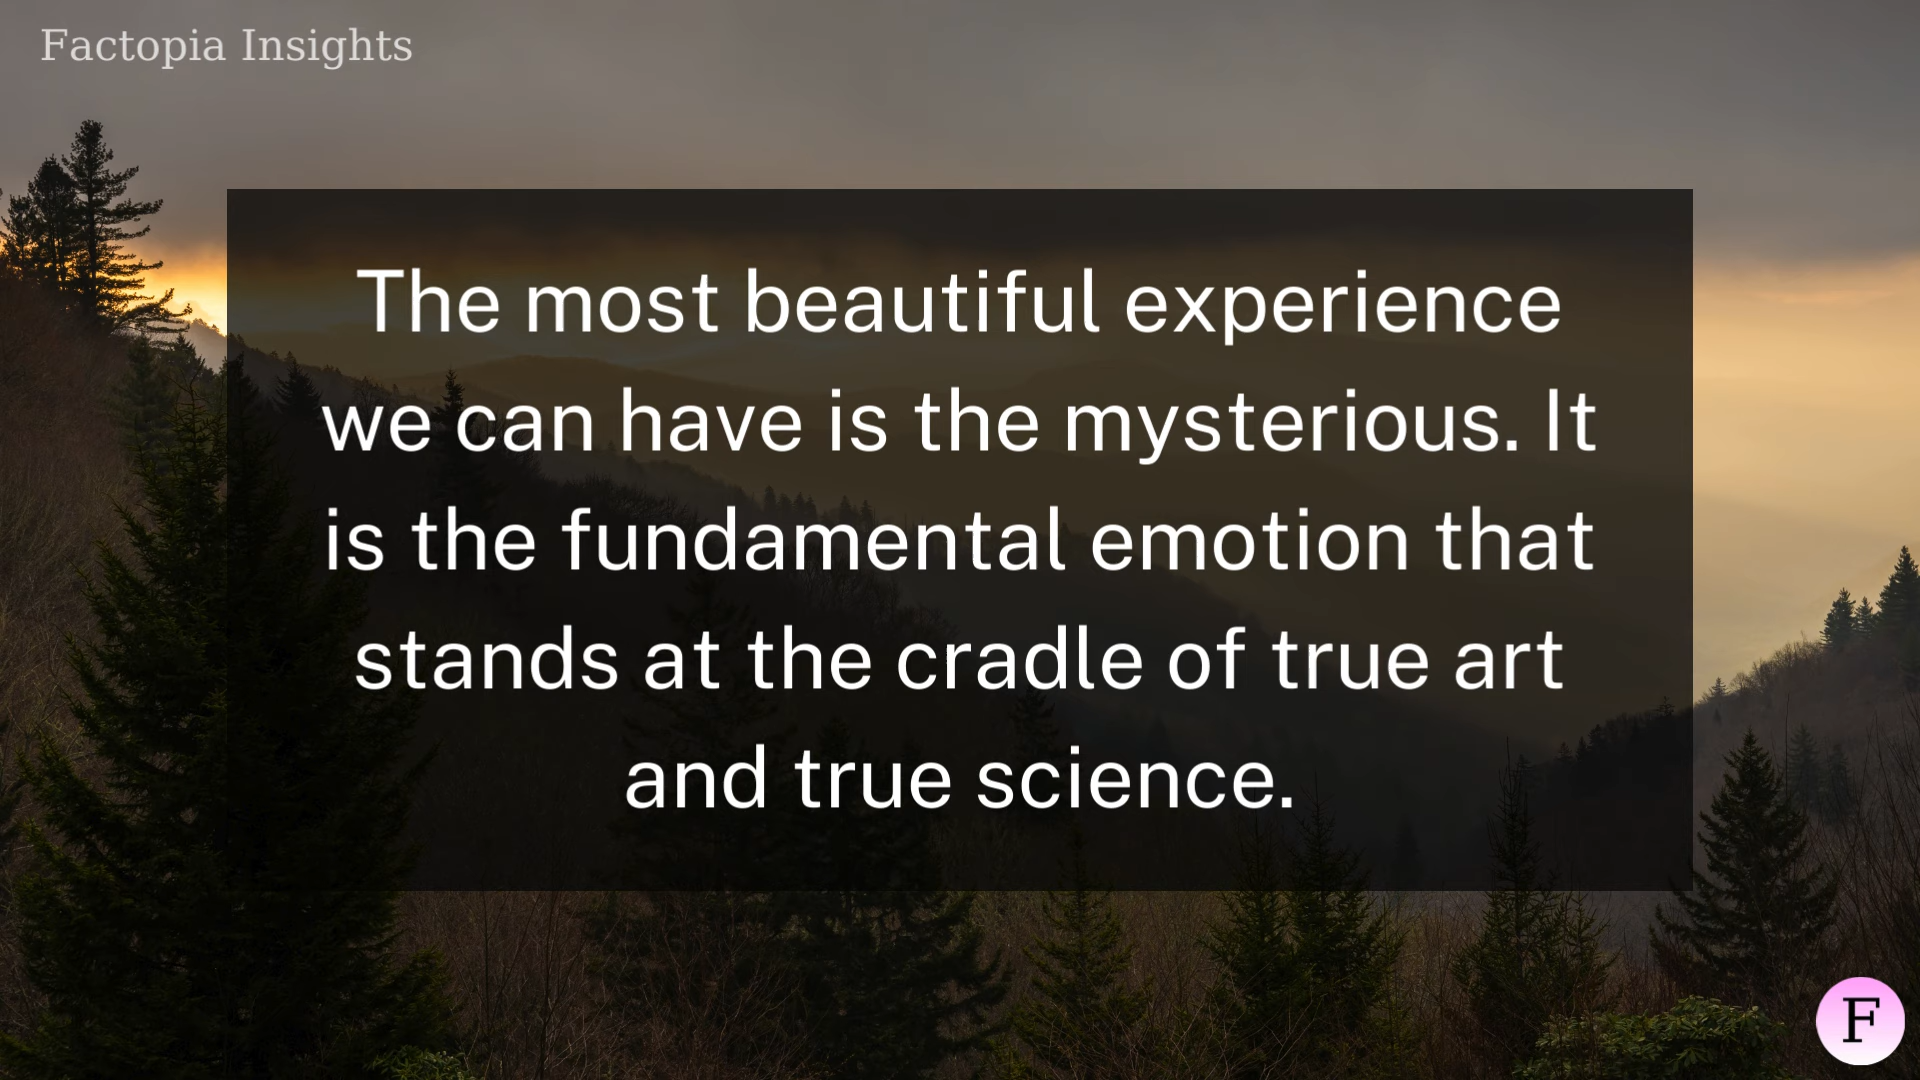 Factopia Insights
The most beautiful experience
we can have is the mysterious. It
is the fundamental emotion that
stands at the cradle of true art
and true science.
F